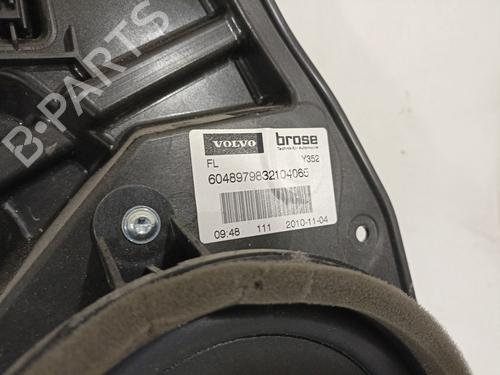 B-PARTS
VOLVO brose
Technik für Automobile
FL Y352
6048979832104065
09:48 111 2010-11-04